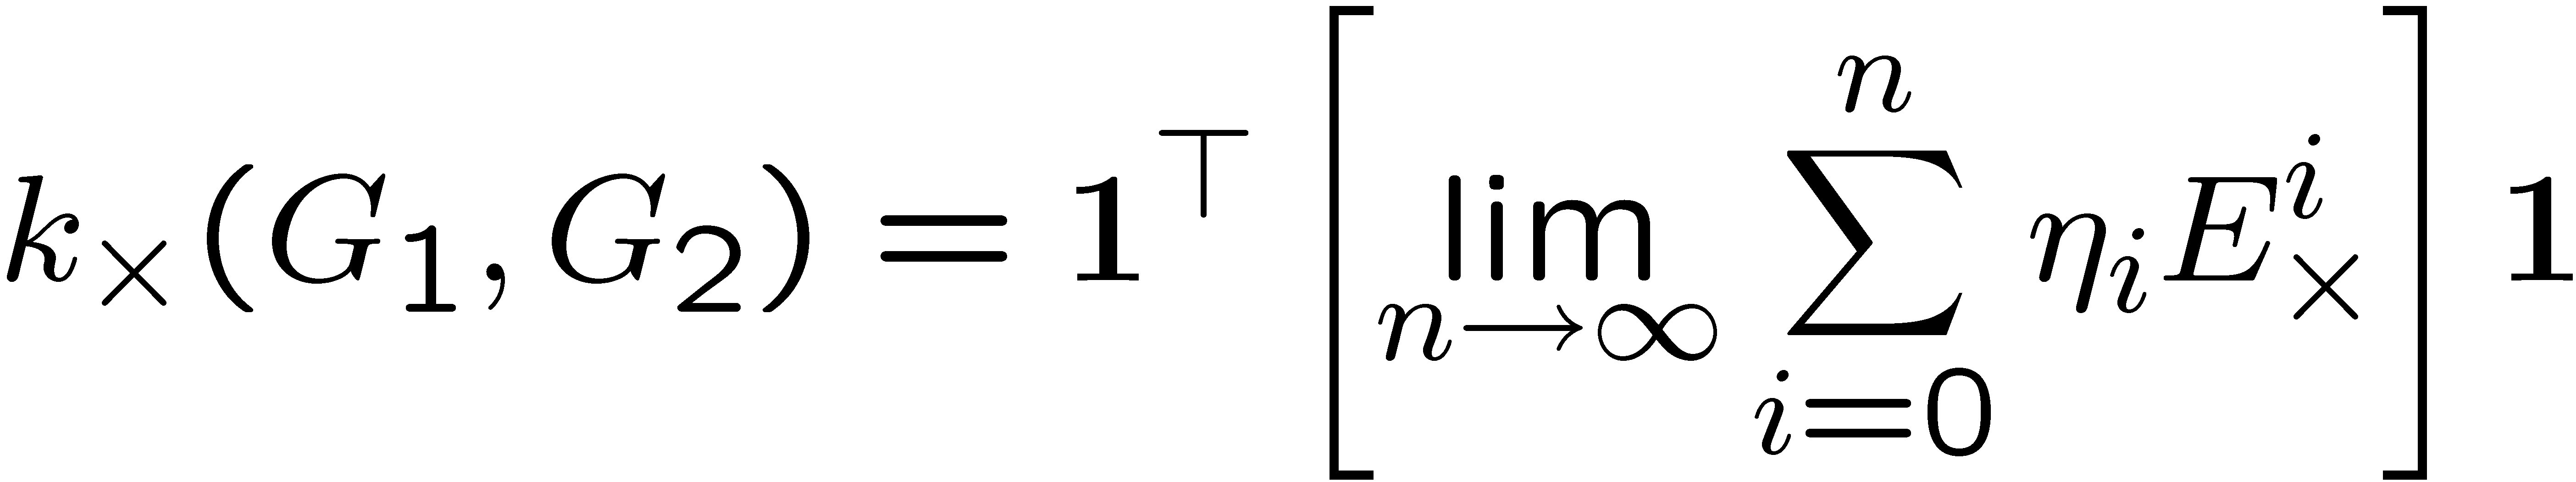 k_×(G_1, G_2) = 𝟏^⊤ [ lim_{n→∞} ∑_{i=0}^{n} η_i E_×^i ] 𝟏